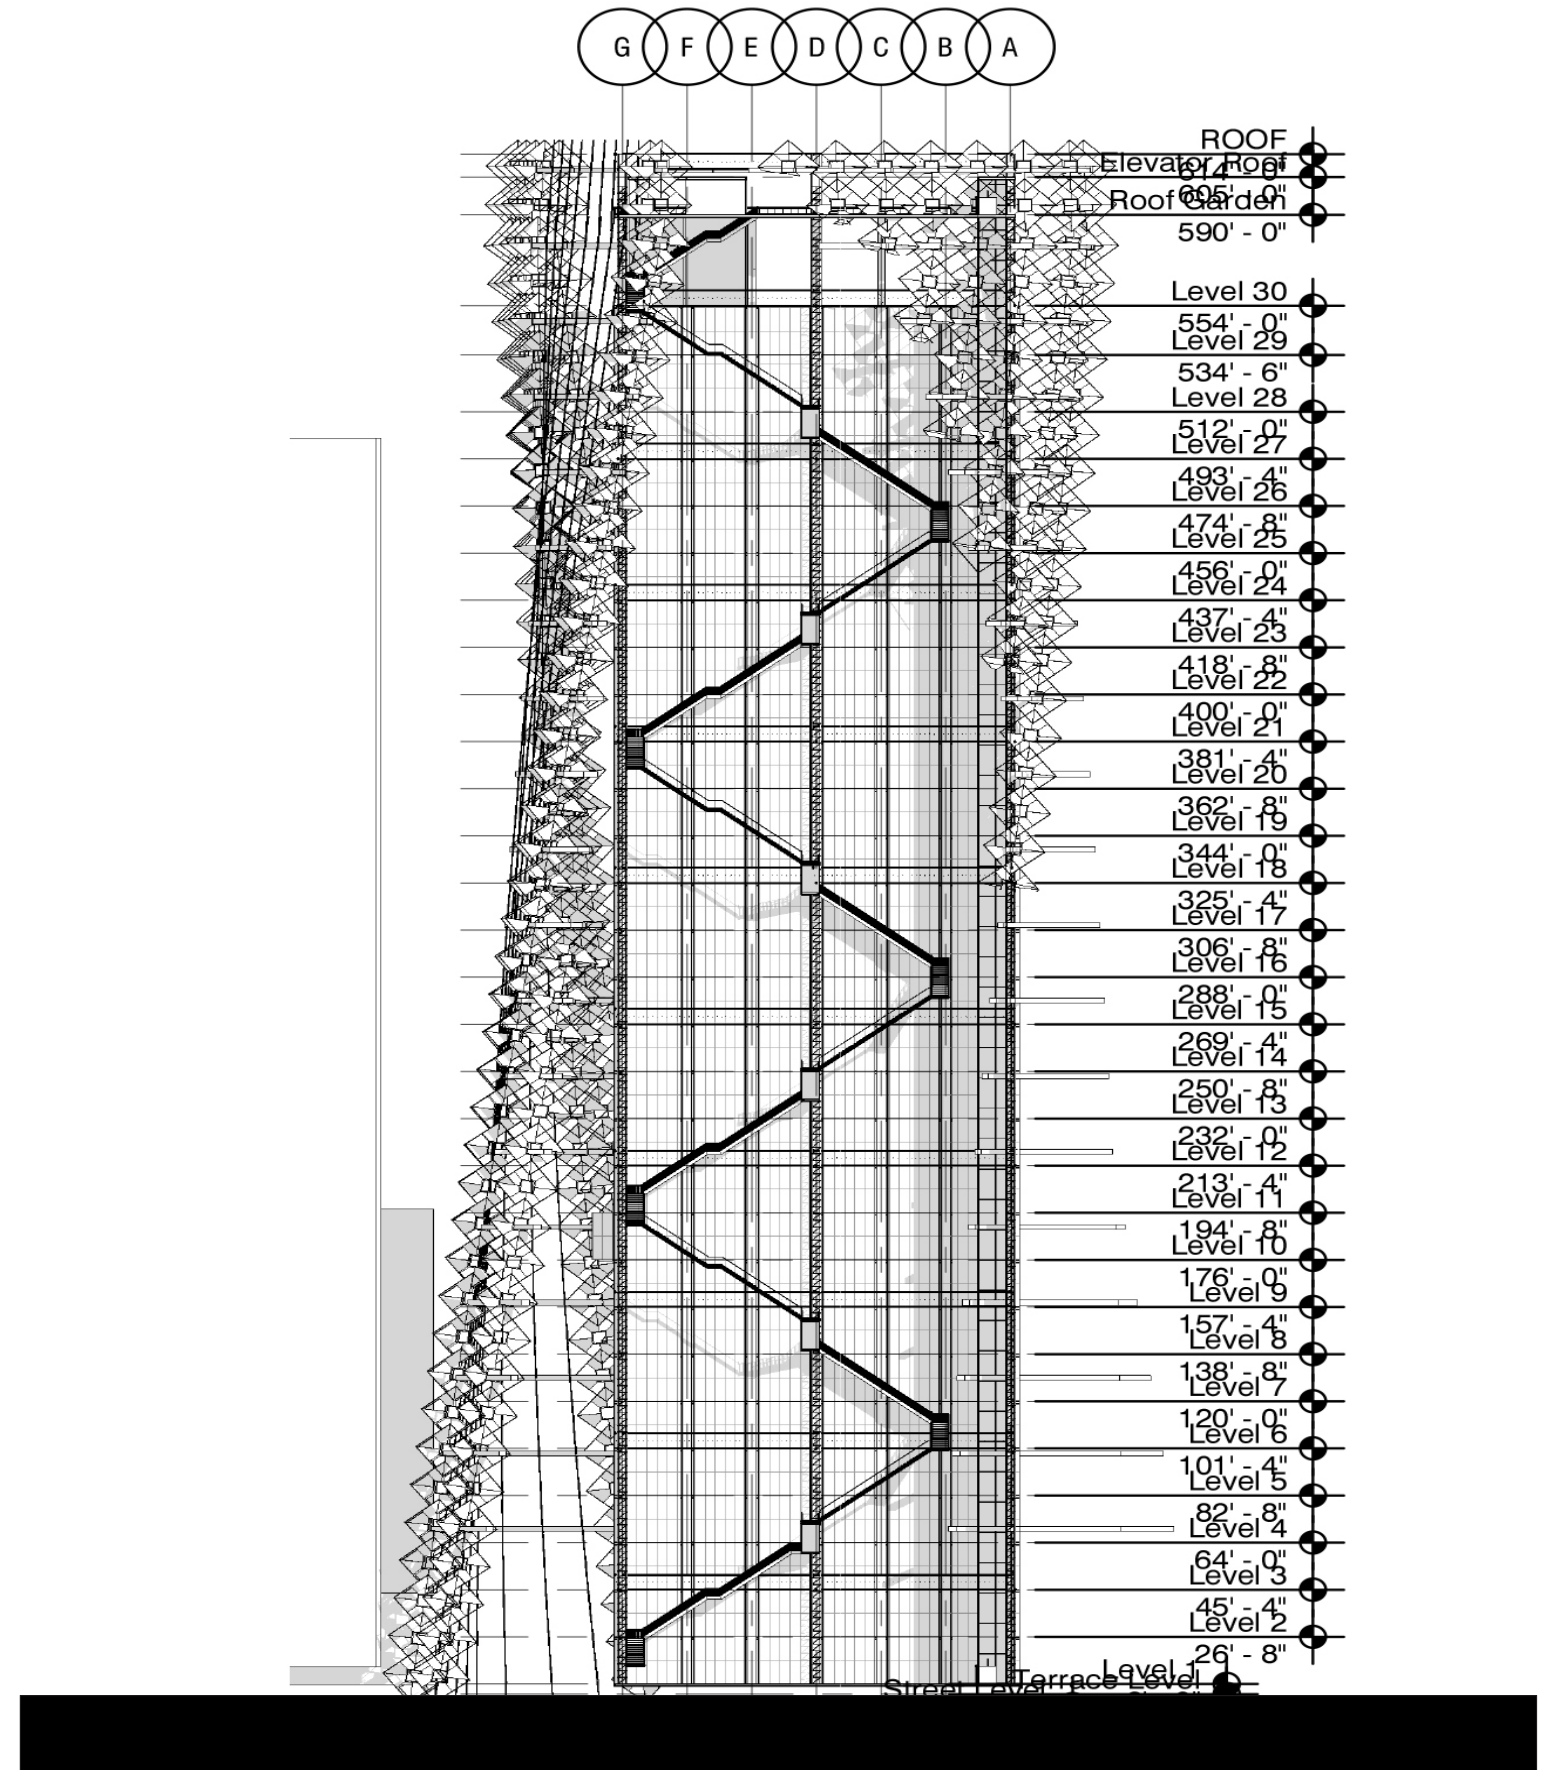 G F E D C B A
ROOF
Elevator Roof
614' - 0"
605' - 0"
Roof Garden
590' - 0"
Level 30
554' - 0"
Level 29
534' - 6"
Level 28
512' - 0"
Level 27
493' - 4"
Level 26
474' - 8"
Level 25
456' - 0"
Level 24
437' - 4"
Level 23
418' - 8"
Level 22
400' - 0"
Level 21
381' - 4"
Level 20
362' - 8"
Level 19
344' - 0"
Level 18
325' - 4"
Level 17
306' - 8"
Level 16
288' - 0"
Level 15
269' - 4"
Level 14
250' - 8"
Level 13
232' - 0"
Level 12
213' - 4"
Level 11
194' - 8"
Level 10
176' - 0"
Level 9
157' - 4"
Level 8
138' - 8"
Level 7
120' - 0"
Level 6
101' - 4"
Level 5
82' - 8"
Level 4
64' - 0"
Level 3
45' - 4"
Level 2
26' - 8"
Level 1
Terrace Level
Street Level